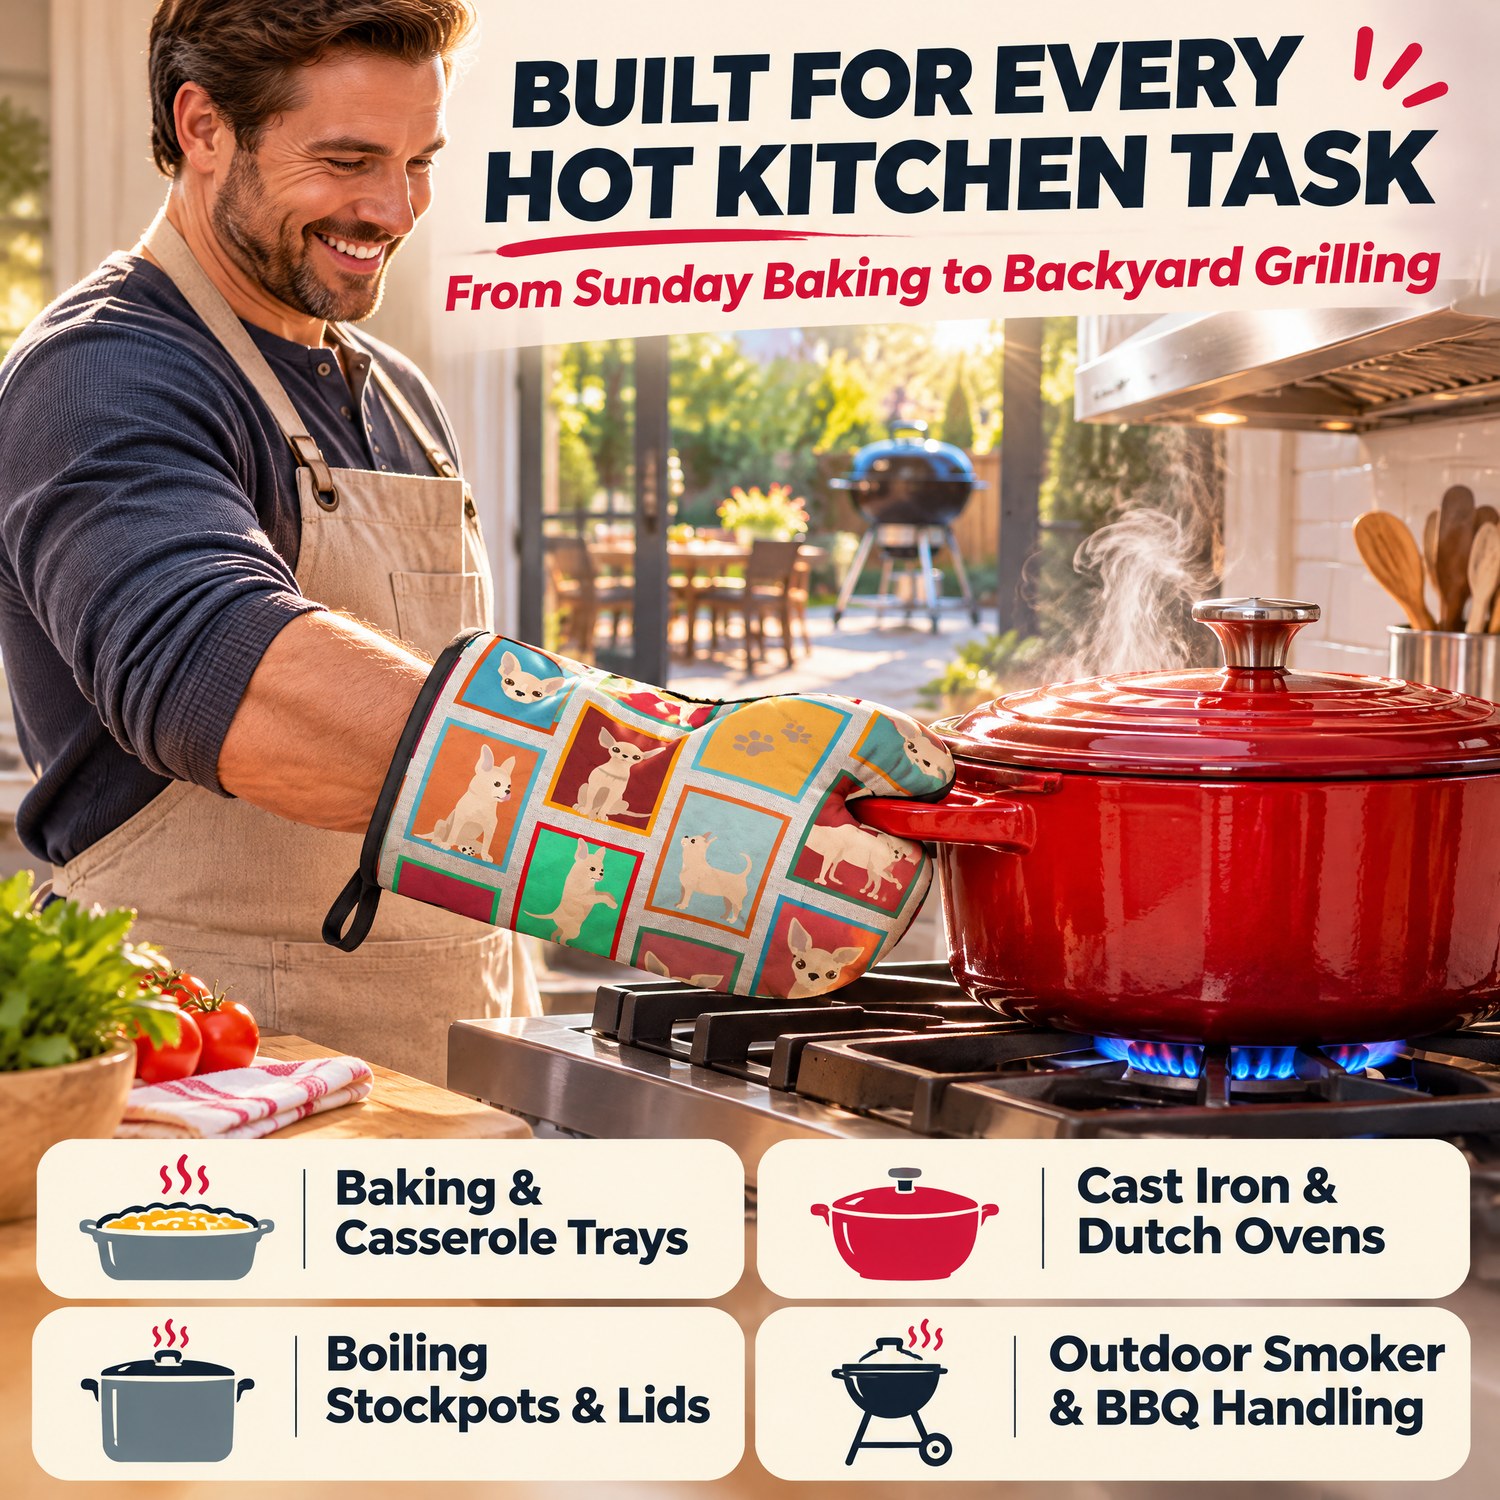 BUILT FOR EVERY
HOT KITCHEN TASK
From Sunday Baking to Backyard Grilling
Baking &
Casserole Trays
Cast Iron &
Dutch Ovens
Boiling
Stockpots & Lids
Outdoor Smoker
& BBQ Handling